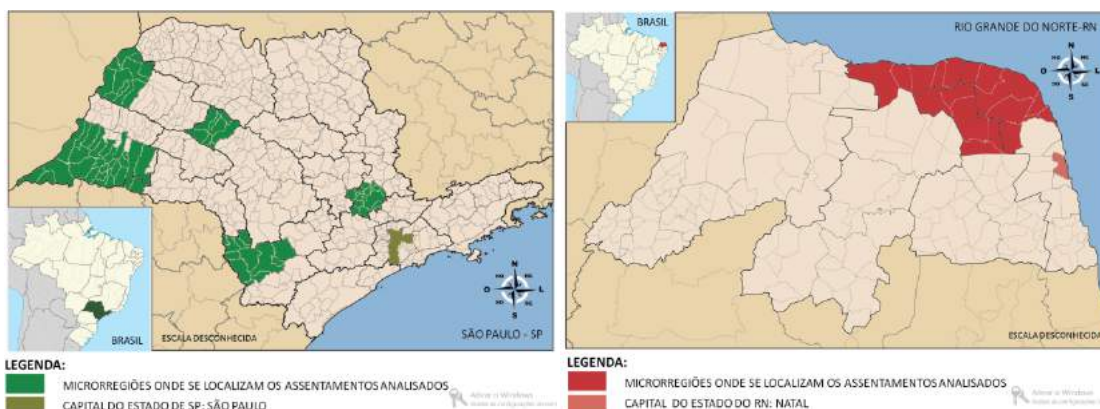 BRASIL
ESCALA DESCONHECIDA
SÃO PAULO - SP
N
O
L
S
LEGENDA:
MICRORREGIÕES ONDE SE LOCALIZAM OS ASSENTAMENTOS ANALISADOS
CAPITAL DO ESTADO DE SP: SÃO PAULO
BRASIL
RIO GRANDE DO NORTE-RN
N
O
L
S
ESCALA DESCONHECIDA
LEGENDA:
MICRORREGIÕES ONDE SE LOCALIZAM OS ASSENTAMENTOS ANALISADOS
CAPITAL DO ESTADO DO RN: NATAL